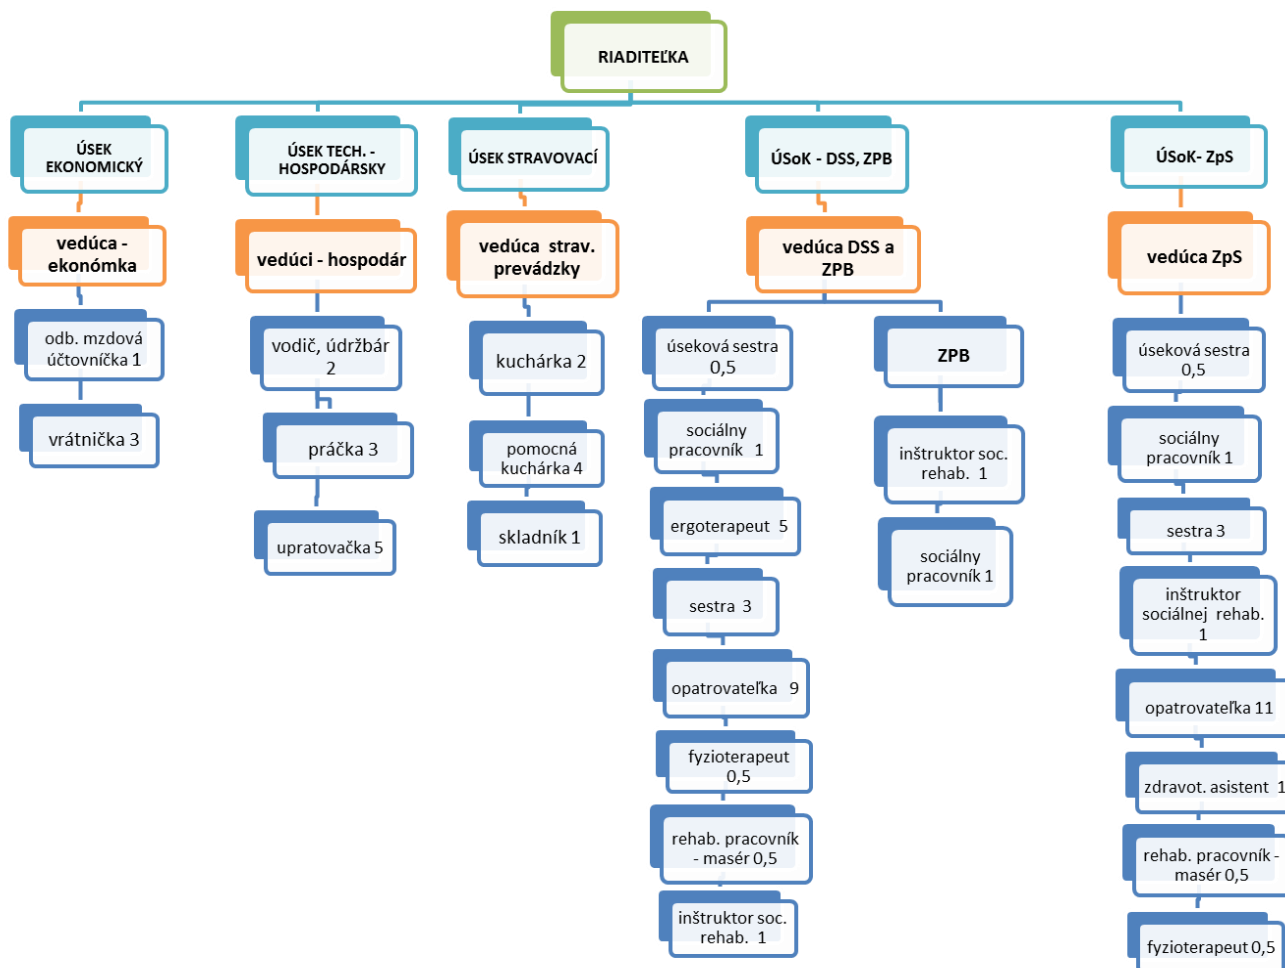 RIADITEĽKA
ÚSEK
EKONOMICKÝ
vedúca -
ekonómka
odb. mzdová
účtovníčka 1
vrátnička 3
ÚSEK TECH. -
HOSPODÁRSKY
vedúci - hospodár
vodič, údržbár
2
práčka 3
upratovačka 5
ÚSEK STRAVOVACÍ
vedúca strav.
prevádzky
kuchárka 2
pomocná
kuchárka 4
skladník 1
ÚSoK - DSS, ZPB
vedúca DSS a
ZPB
úseková sestra
0,5
sociálny
pracovník 1
ergoterapeut 5
sestra 3
opatrovateľka 9
fyzioterapeut
0,5
rehab. pracovník
- masér 0,5
inštruktor soc.
rehab. 1
ZPB
inštruktor soc.
rehab. 1
sociálny
pracovník 1
ÚSoK- ZpS
vedúca ZpS
úseková sestra
0,5
sociálny
pracovník 1
sestra 3
inštruktor
sociálnej rehab.
1
opatrovateľka 11
zdravot. asistent 1
rehab. pracovník -
masér 0,5
fyzioterapeut 0,5